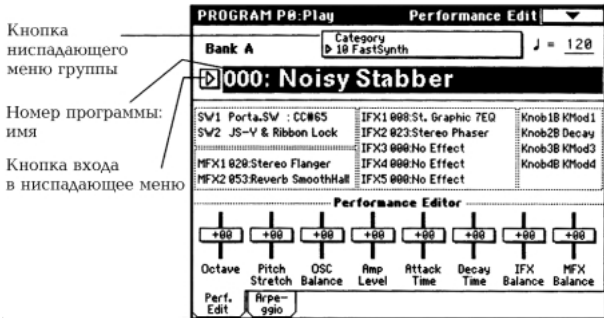 Кнопка
ниспадающего
меню группы
Номер программы:
имя
Кнопка входа
в ниспадающее меню
PROGRAM P0:Play Performance Edit
Bank A
Category
10 FastSynth
♩ = 120
000: Noisy Stabber
SW1 Porta.SW :CC#65
SW2 JS-Y & Ribbon Lock
MFX1 020:Stereo Flanger
MFX2 053:Reverb SmoothHall
IFX1 008:St. Graphic 7EQ
IFX2 023:Stereo Phaser
IFX3 000:No Effect
IFX4 000:No Effect
IFX5 000:No Effect
Knob1B KMod1
Knob2B Decay
Knob3B KMod3
Knob4B KMod4
Performance Editor
+00 +00 +00 +00 +00 +00 +00 +00
Octave Pitch Stretch OSC Balance Amp Level Attack Time Decay Time IFX Balance MFX Balance
Perf. Edit Arpe-ggio